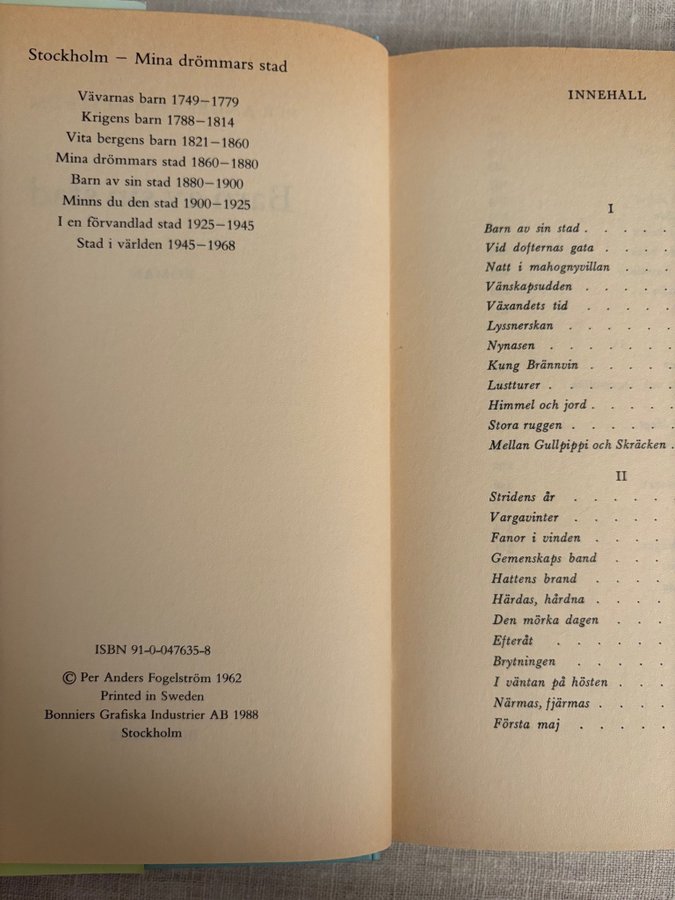 Stockholm – Mina drömmars stad
Vävarnas barn 1749–1779
Krigens barn 1788–1814
Vita bergens barn 1821–1860
Mina drömmars stad 1860–1880
Barn av sin stad 1880–1900
Minns du den stad 1900–1925
I en förvandlad stad 1925–1945
Stad i världen 1945–1968
ISBN 91-0-047635-8
© Per Anders Fogelström 1962
Printed in Sweden
Bonniers Grafiska Industrier AB 1988
Stockholm
INNEHALL
I
Barn av sin stad . . . . .
Vid dofternas gata . . . .
Natt i mahognyvillan . . .
Vänskapsudden . . . . .
Växandets tid . . . . .
Lyssnerskan . . . . . .
Nynasen . . . . . . .
Kung Brännvin . . . . .
Lustturer . . . . . . .
Himmel och jord . . . . .
Stora ruggen . . . . . .
Mellan Gullpippi och Skräcken .
II
Stridens år . . . . .
Vargavinter . . . . .
Fanor i vinden . . . . .
Gemenskaps band . . .
Hattens brand . . . .
Härdas, hårdna . . . .
Den mörka dagen . . .
Efteråt . . . . . .
Brytningen . . . . .
I väntan på hösten . . . .
Närmas, fjärmas . . . .
Första maj . . . . .